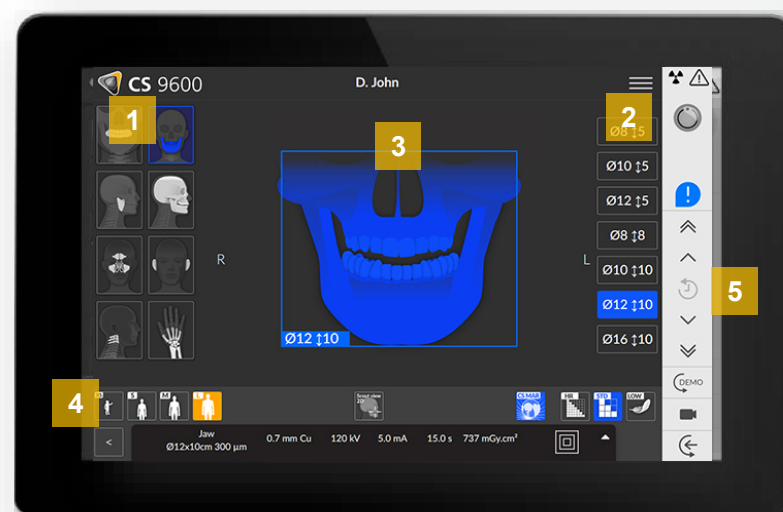 CS 9600
D. John
1
2
3
Ø8 ↕5
Ø10 ↕5
Ø12 ↕5
Ø8 ↕8
R
L
Ø10 ↕10
5
Ø12 ↕10
Ø12 ↕10
Ø16 ↕10
4
S
M
L
Scout view
2D
CS MAR
HR
STD
LOW
DEMO
<
Jaw
Ø12x10cm 300 µm
0.7 mm Cu
120 kV
5.0 mA
15.0 s
737 mGy.cm²